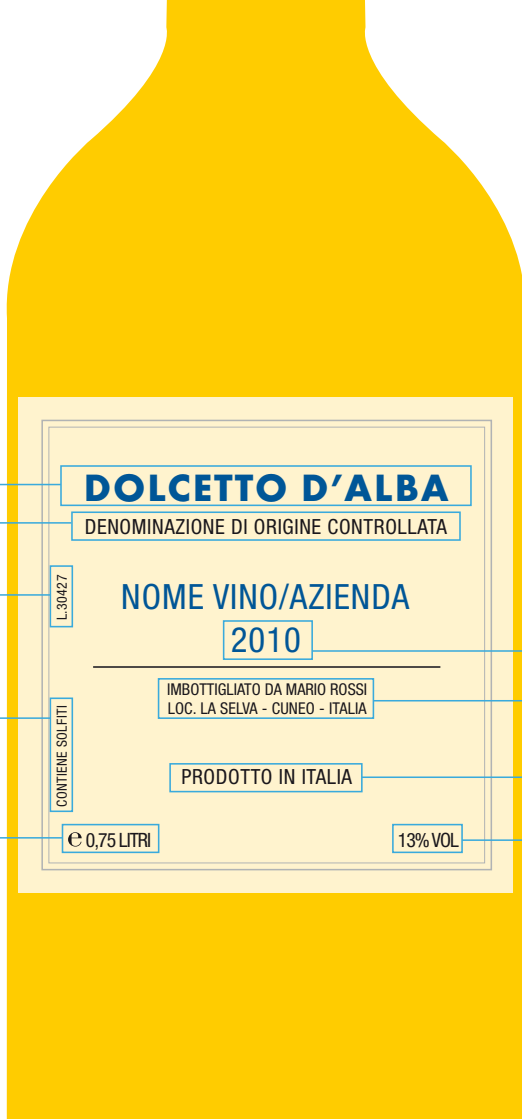 DOLCETTO D’ALBA
DENOMINAZIONE DI ORIGINE CONTROLLATA
L.30427
NOME VINO/AZIENDA
2010
IMBOTTIGLIATO DA MARIO ROSSI
LOC. LA SELVA - CUNEO - ITALIA
CONTIENE SOLFITI
PRODOTTO IN ITALIA
℮ 0,75 LITRI
13% VOL